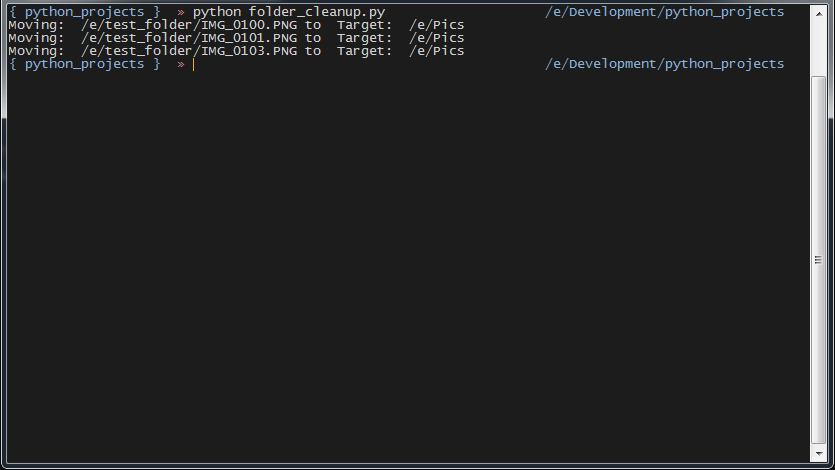 { python_projects }  » python folder_cleanup.py                    /e/Development/python_projects
Moving:  /e/test_folder/IMG_0100.PNG to  Target:  /e/Pics
Moving:  /e/test_folder/IMG_0101.PNG to  Target:  /e/Pics
Moving:  /e/test_folder/IMG_0103.PNG to  Target:  /e/Pics
{ python_projects }  »                                            /e/Development/python_projects